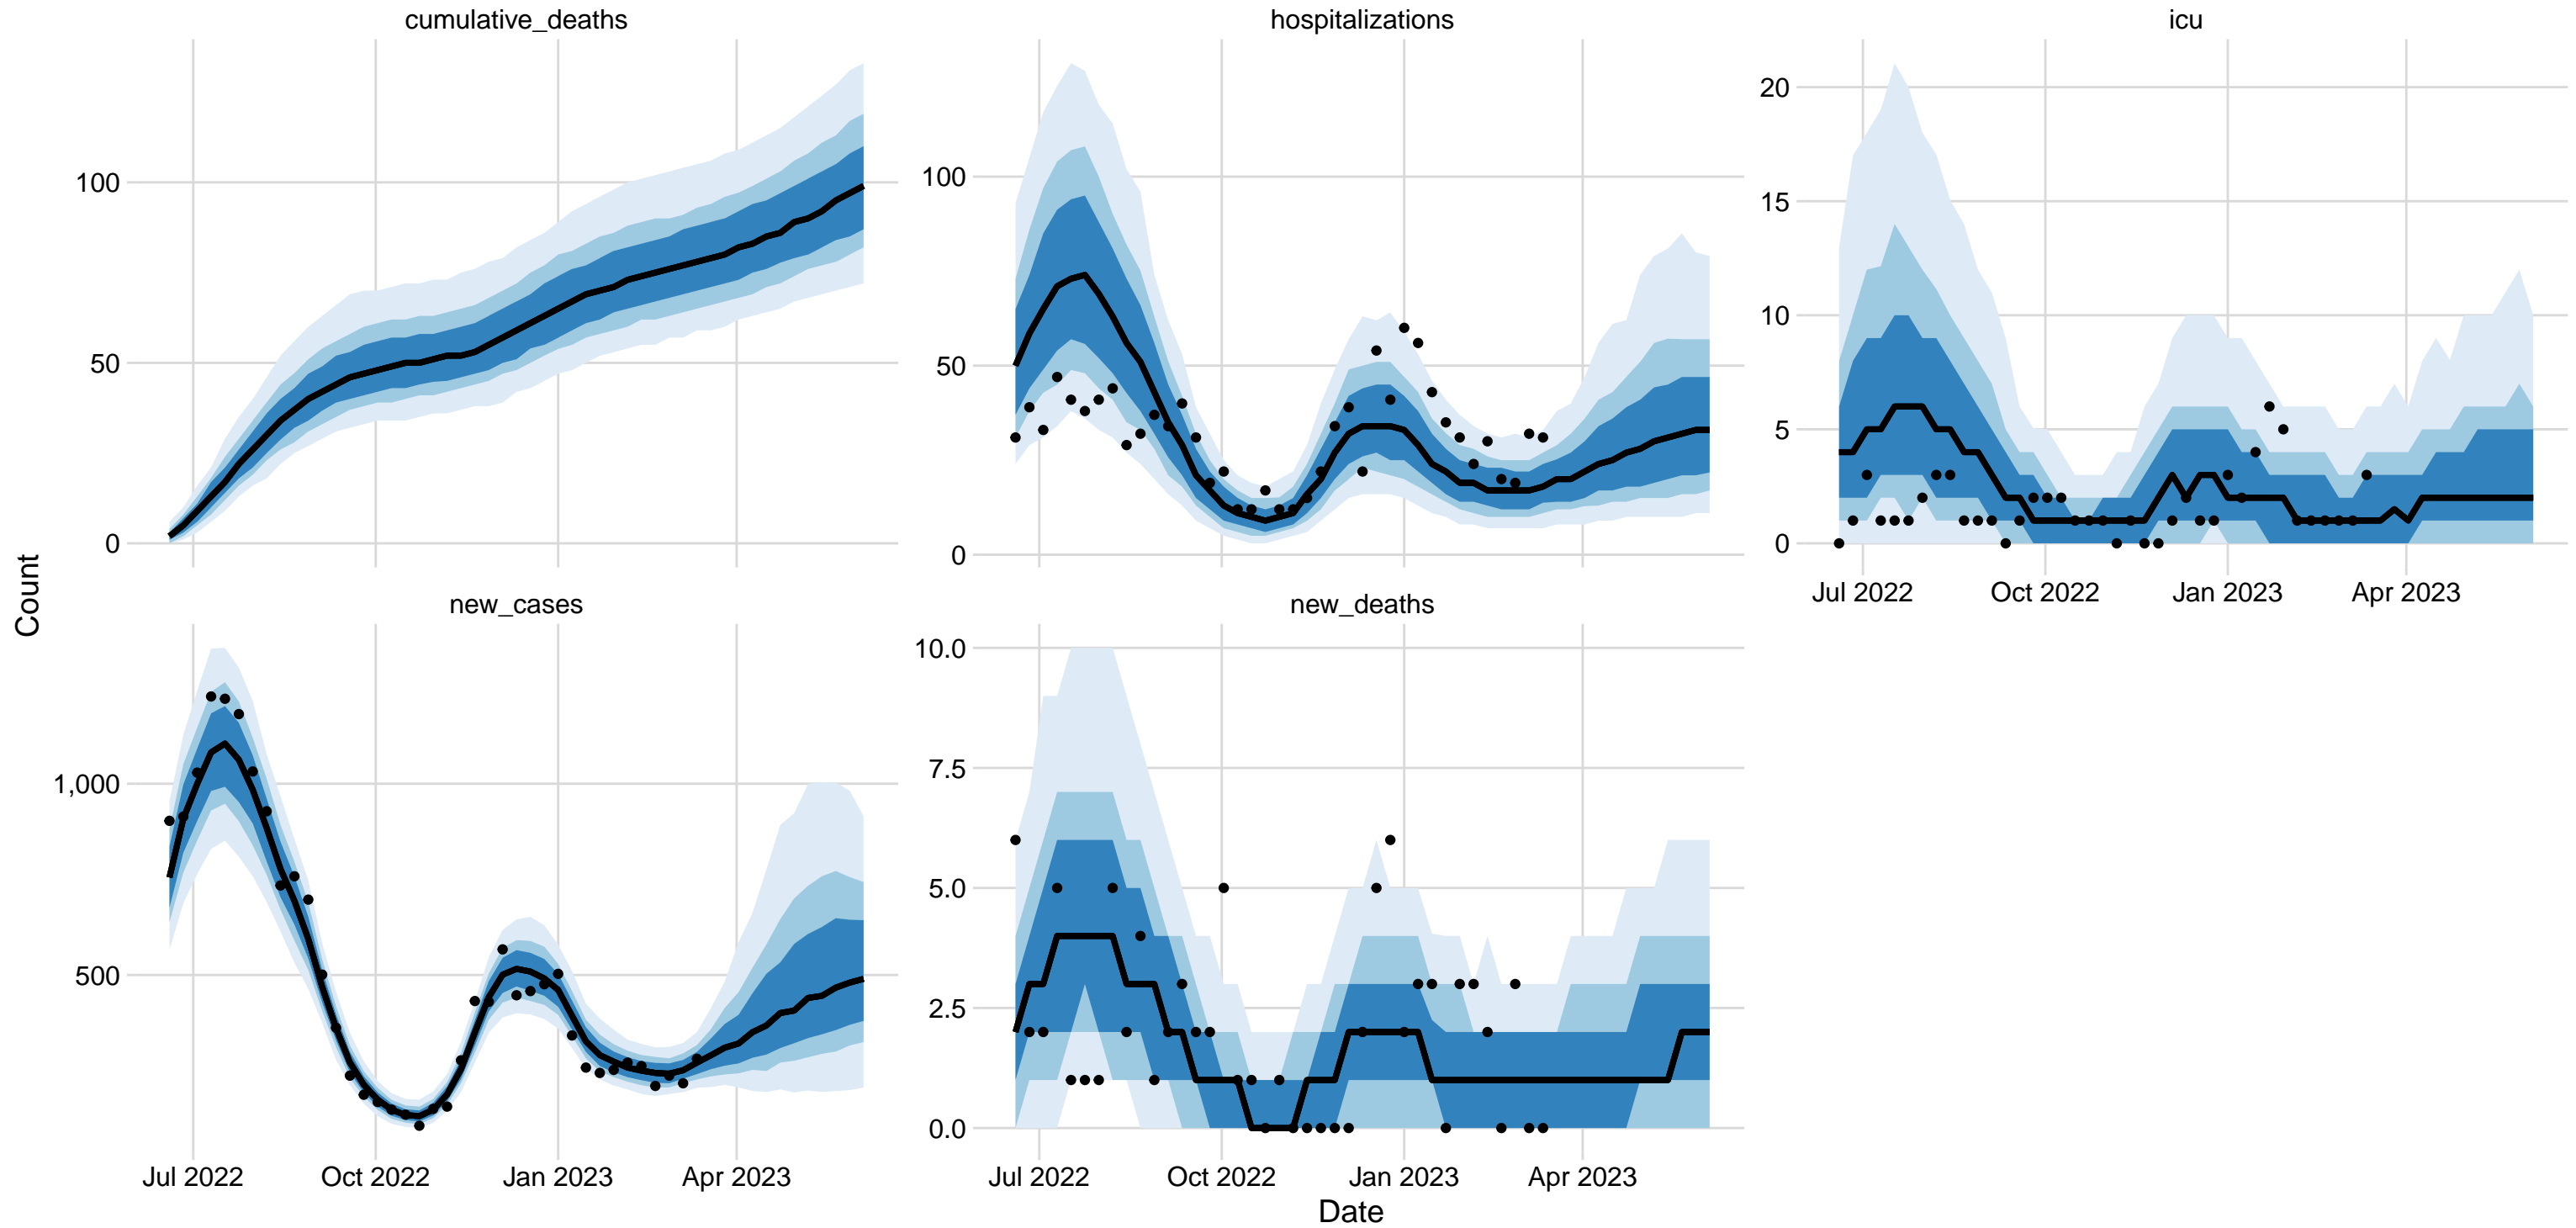 cumulative_deaths
hospitalizations
icu
100
50
0
100
50
0
20
15
10
5
0
Jul 2022 Oct 2022 Jan 2023 Apr 2023
Count
new_cases
new_deaths
1,000
500
10.0
7.5
5.0
2.5
0.0
Jul 2022 Oct 2022 Jan 2023 Apr 2023
Jul 2022 Oct 2022 Jan 2023 Apr 2023
Date